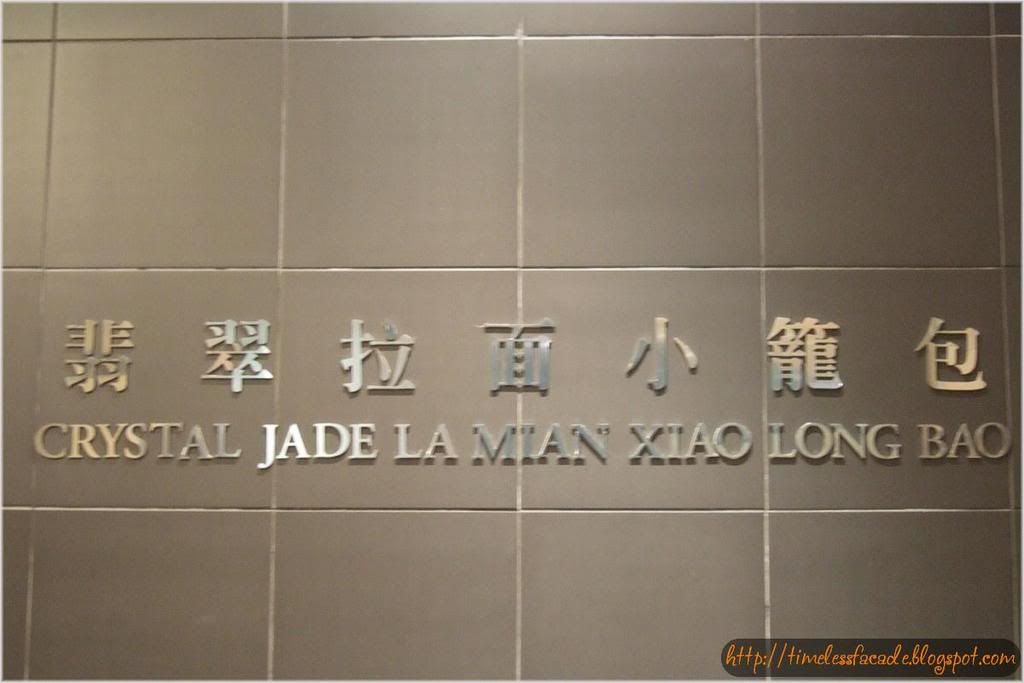 翡翠拉面小籠包
CRYSTAL JADE LA MIAN XIAO LONG BAO
http://timelessfacade.blogspot.com